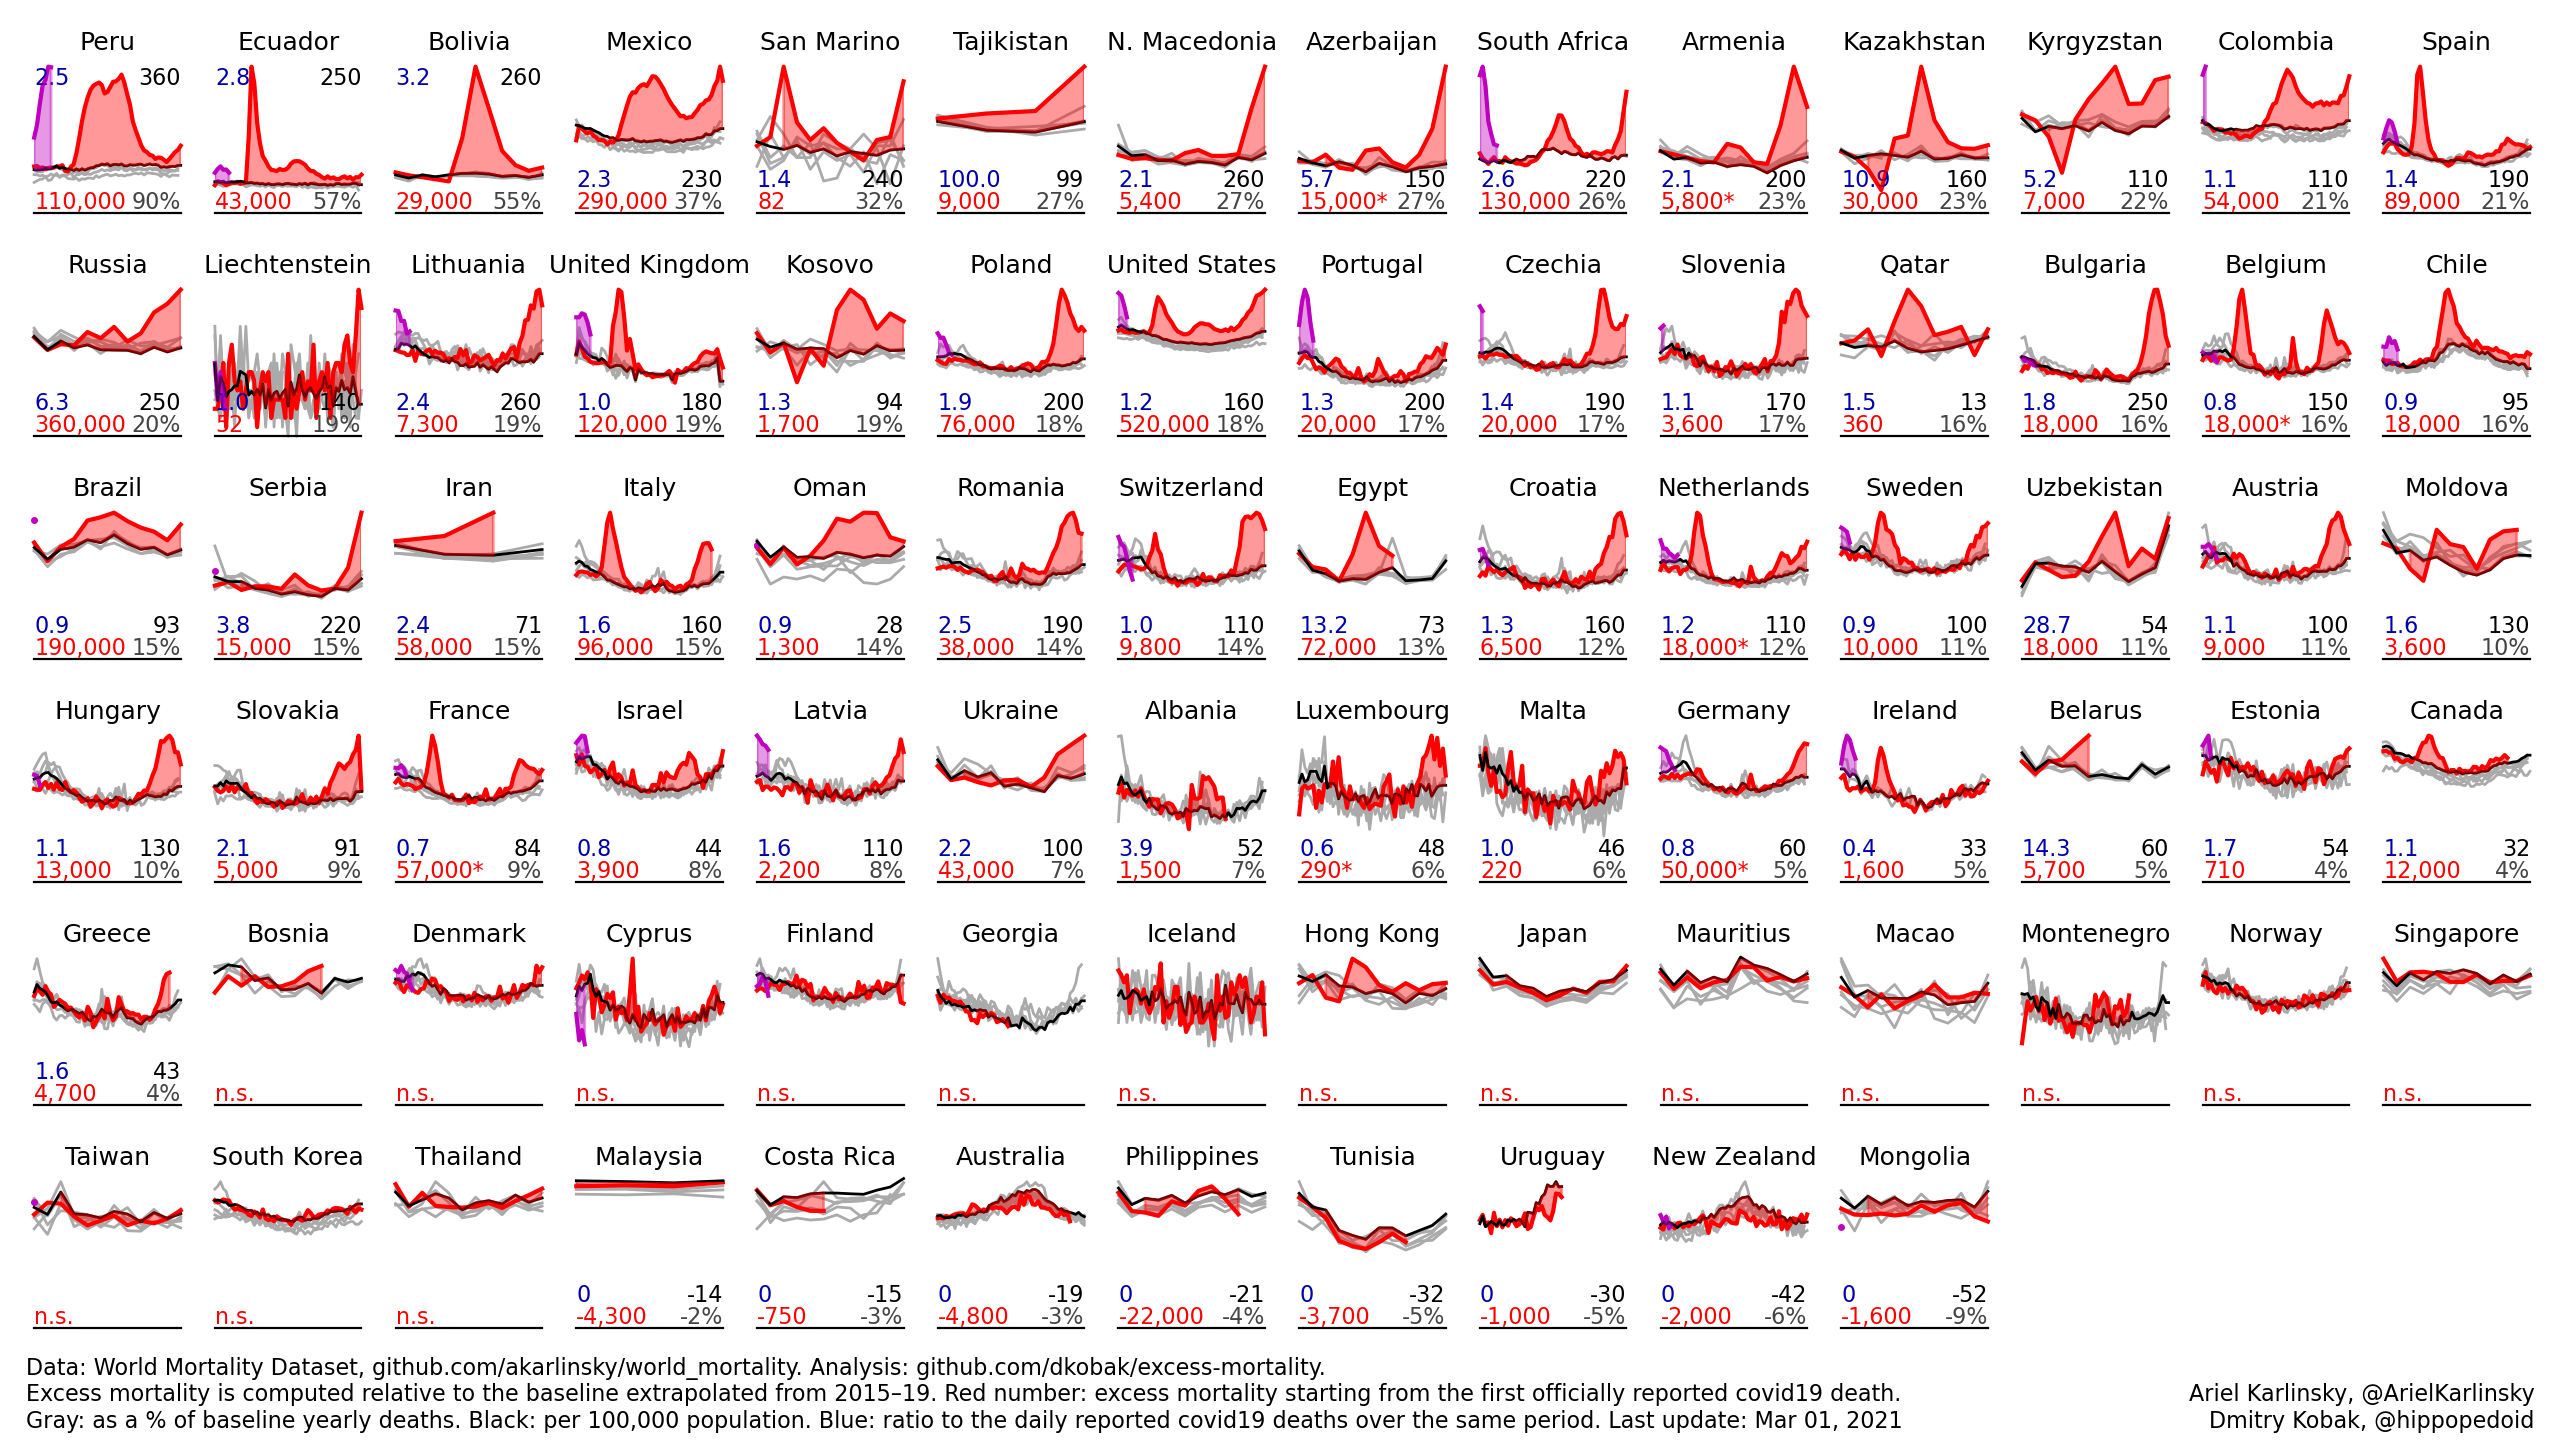 Peru Ecuador Bolivia Mexico San Marino Tajikistan N. Macedonia Azerbaijan South Africa Armenia Kazakhstan Kyrgyzstan Colombia Spain
2.5 360 2.8 250 3.2 260
2.3 230 1.4 240 100.0 99 2.1 260 5.7 150 2.6 220 2.1 200 10.9 160 5.2 110 1.1 110 1.4 190
110,000 90% 43,000 57% 29,000 55% 290,000 37% 82 32% 9,000 27% 5,400 27% 15,000* 27% 130,000 26% 5,800* 23% 30,000 23% 7,000 22% 54,000 21% 89,000 21%
Russia Liechtenstein Lithuania United Kingdom Kosovo Poland United States Portugal Czechia Slovenia Qatar Bulgaria Belgium Chile
6.3 250 1.0 140 2.4 260 1.0 180 1.3 94 1.9 200 1.2 160 1.3 200 1.4 190 1.1 170 1.5 13 1.8 250 0.8 150 0.9 95
360,000 20% 52 19% 7,300 19% 120,000 19% 1,700 19% 76,000 18% 520,000 18% 20,000 17% 20,000 17% 3,600 17% 360 16% 18,000 16% 18,000* 16% 18,000 16%
Brazil Serbia Iran Italy Oman Romania Switzerland Egypt Croatia Netherlands Sweden Uzbekistan Austria Moldova
0.9 93 3.8 220 2.4 71 1.6 160 0.9 28 2.5 190 1.0 110 13.2 73 1.3 160 1.2 110 0.9 100 28.7 54 1.1 100 1.6 130
190,000 15% 15,000 15% 58,000 15% 96,000 15% 1,300 14% 38,000 14% 9,800 14% 72,000 13% 6,500 12% 18,000* 12% 10,000 11% 18,000 11% 9,000 11% 3,600 10%
Hungary Slovakia France Israel Latvia Ukraine Albania Luxembourg Malta Germany Ireland Belarus Estonia Canada
1.1 130 2.1 91 0.7 84 0.8 44 1.6 110 2.2 100 3.9 52 0.6 48 1.0 46 0.8 60 0.4 33 14.3 60 1.7 54 1.1 32
13,000 10% 5,000 9% 57,000* 9% 3,900 8% 2,200 8% 43,000 7% 1,500 7% 290* 6% 220 6% 50,000* 5% 1,600 5% 5,700 5% 710 4% 12,000 4%
Greece Bosnia Denmark Cyprus Finland Georgia Iceland Hong Kong Japan Mauritius Macao Montenegro Norway Singapore
1.6 43
4,700 4% n.s. n.s. n.s. n.s. n.s. n.s. n.s. n.s. n.s. n.s. n.s. n.s. n.s.
Taiwan South Korea Thailand Malaysia Costa Rica Australia Philippines Tunisia Uruguay New Zealand Mongolia
0 -14 0 -15 0 -19 0 -21 0 -32 0 -30 0 -42 0 -52
n.s. n.s. n.s. -4,300 -2% -750 -3% -4,800 -3% -22,000 -4% -3,700 -5% -1,000 -5% -2,000 -6% -1,600 -9%
Data: World Mortality Dataset, github.com/akarlinsky/world_mortality. Analysis: github.com/dkobak/excess-mortality.
Excess mortality is computed relative to the baseline extrapolated from 2015–19. Red number: excess mortality starting from the first officially reported covid19 death.
Gray: as a % of baseline yearly deaths. Black: per 100,000 population. Blue: ratio to the daily reported covid19 deaths over the same period. Last update: Mar 01, 2021
Ariel Karlinsky, @ArielKarlinsky
Dmitry Kobak, @hippopedoid